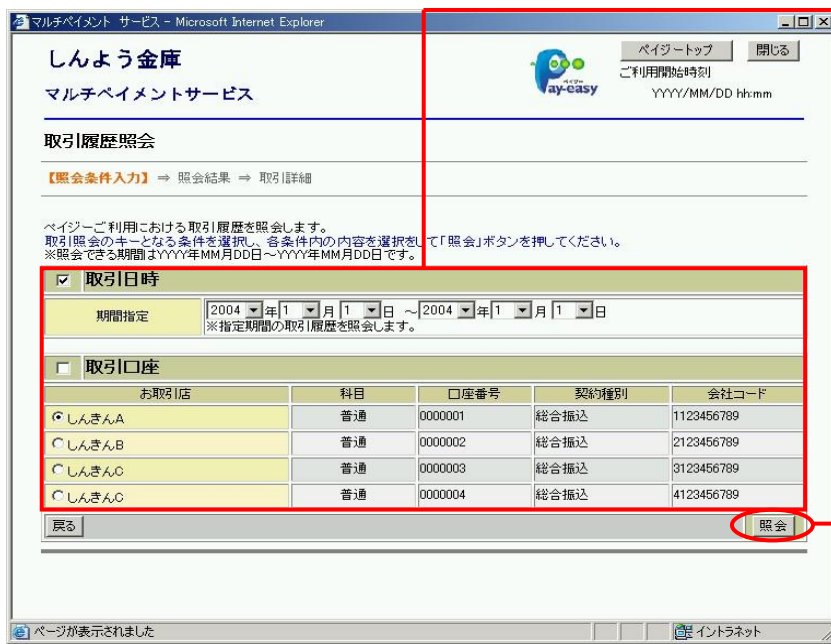 マルチペイメント サービス - Microsoft Internet Explorer
しんよう金庫
マルチペイメントサービス
ペイジー
Pay-easy
ペイジートップ 閉じる
ご利用開始時刻
YYYY/MM/DD hh:mm
取引履歴照会
【照会条件入力】 ⇒ 照会結果 ⇒ 取引詳細
ペイジーご利用における取引履歴を照会します。
取引照会のキーとなる条件を選択し、各条件内の内容を選択をして「照会」ボタンを押してください。
※照会できる期間はYYYY年MM月DD日～YYYY年MM月DD日です。
取引日時
期間指定 2004 年 1 月 1 日 ～ 2004 年 1 月 1 日
※指定期間の取引履歴を照会します。
取引口座
お取引店 科目 口座番号 契約種別 会社コード
しんきんA 普通 0000001 総合振込 1123456789
しんきんB 普通 0000002 総合振込 2123456789
しんきんC 普通 0000003 総合振込 3123456789
しんきんC 普通 0000004 総合振込 4123456789
戻る 照会
ページが表示されました イントラネット